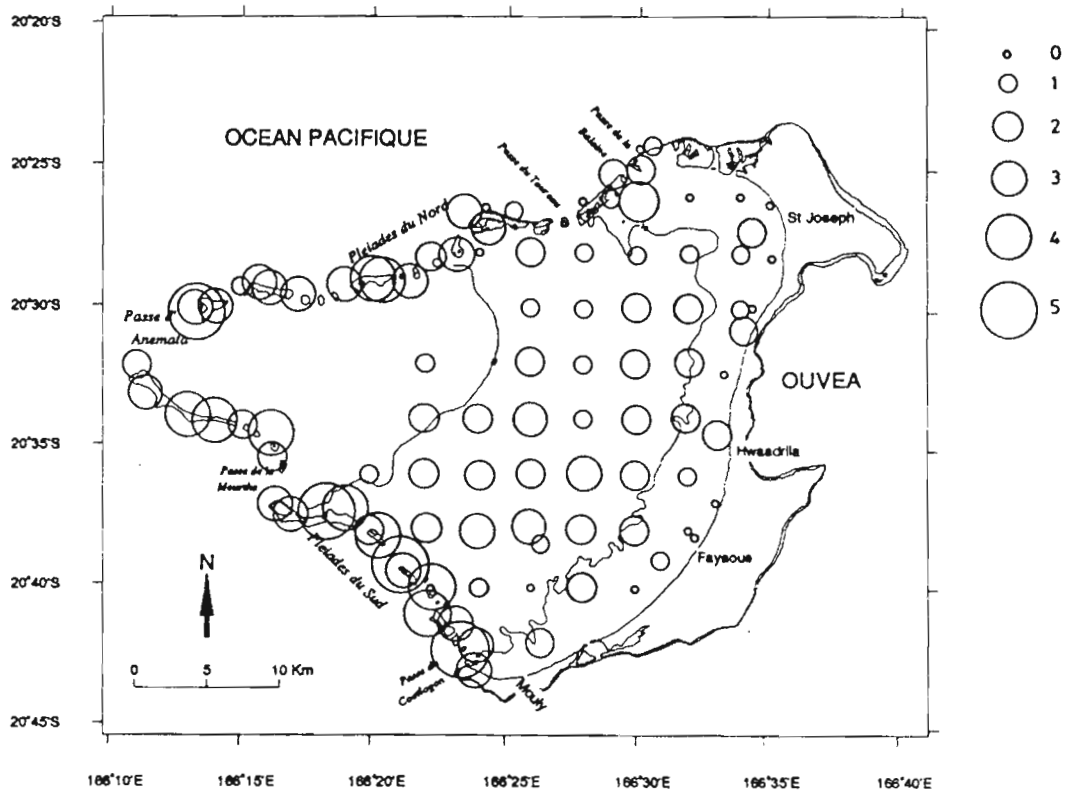 20°20'S
20°25'S
20°30'S
20°35'S
20°40'S
20°45'S
166°10'E
166°15'E
166°20'E
166°25'E
166°30'E
166°35'E
166°40'E
OCEAN PACIFIQUE
Passe de la
Baleine
Passe du Taureau
Pleiades du Nord
St Joseph
Passe d'
Anemata
OUVEA
Hwaadrila
Passe de la
Pleiades du Sud
Fayaoue
Passe du
Coetlogon
Mouly
N
0 5 10 Km
0
1
2
3
4
5